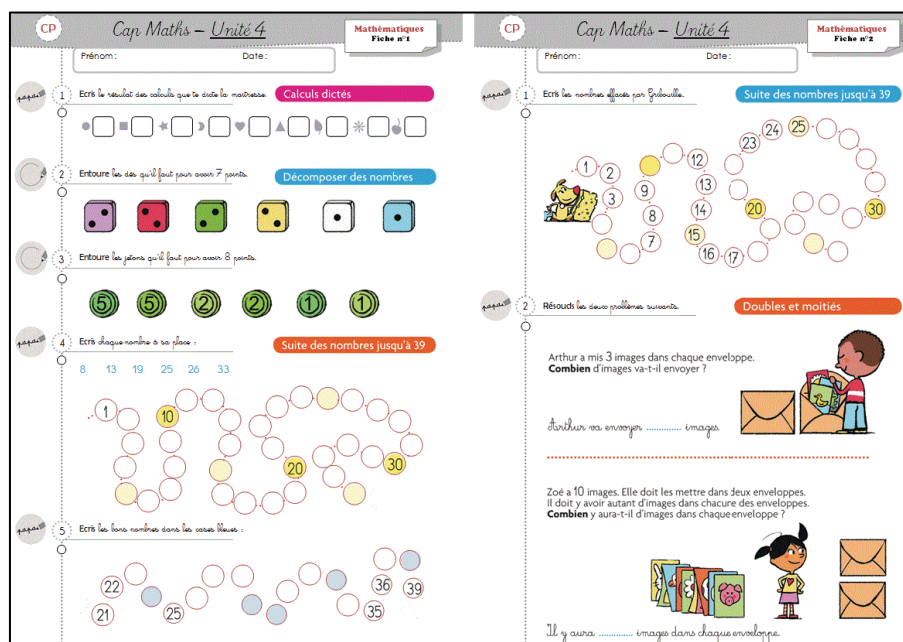 CP
Cap Maths – Unité 4
Mathématiques
Fiche n°1
Prénom :
Date :
1
Ecris le résultat des calculs que te dicte la maitresse.
Calculs dictés
2
Entoure les dés qu'il faut pour avoir 7 points.
Décomposer des nombres
3
Entoure les jetons qu'il faut pour avoir 8 points.
5 5 2 2 1 1
4
Ecris chaque nombre à sa place :
Suite des nombres jusqu'à 39
8 13 19 25 26 33
1
10
20
30
5
Ecris les bons nombres dans les cases bleues :
21
22
25
35
36
39
CP
Cap Maths – Unité 4
Mathématiques
Fiche n°2
Prénom :
Date :
1
Ecris les nombres effacés par Gribouille.
Suite des nombres jusqu'à 39
1
2
3
7
8
9
12
13
14
15
16
17
20
23
24
25
30
2
Résouds les deux problèmes suivants.
Doubles et moitiés
Arthur a mis 3 images dans chaque enveloppe.
Combien d'images va-t-il envoyer ?
Arthur va envoyer .............. images.
Zoé a 10 images. Elle doit les mettre dans deux enveloppes.
Il doit y avoir autant d'images dans chacure des enveloppes.
Combien y aura-t-il d'images dans chaque enveloppe ?
Il y aura .............. images dans chaque enveloppe.